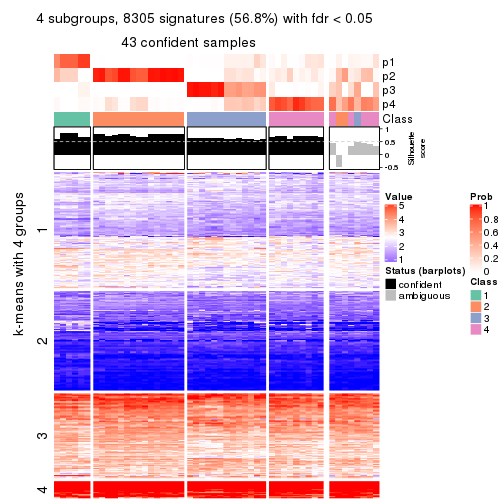 4 subgroups, 8305 signatures (56.8%) with fdr < 0.05
43 confident samples
p1
p2
p3
p4
Class
1
0.5
0
-0.5
Silhouette
score
k-means with 4 groups
1
2
3
4
Value
5
4
3
2
1
Status (barplots)
confident
ambiguous
Prob
1
0.8
0.6
0.4
0.2
0
Class
1
2
3
4